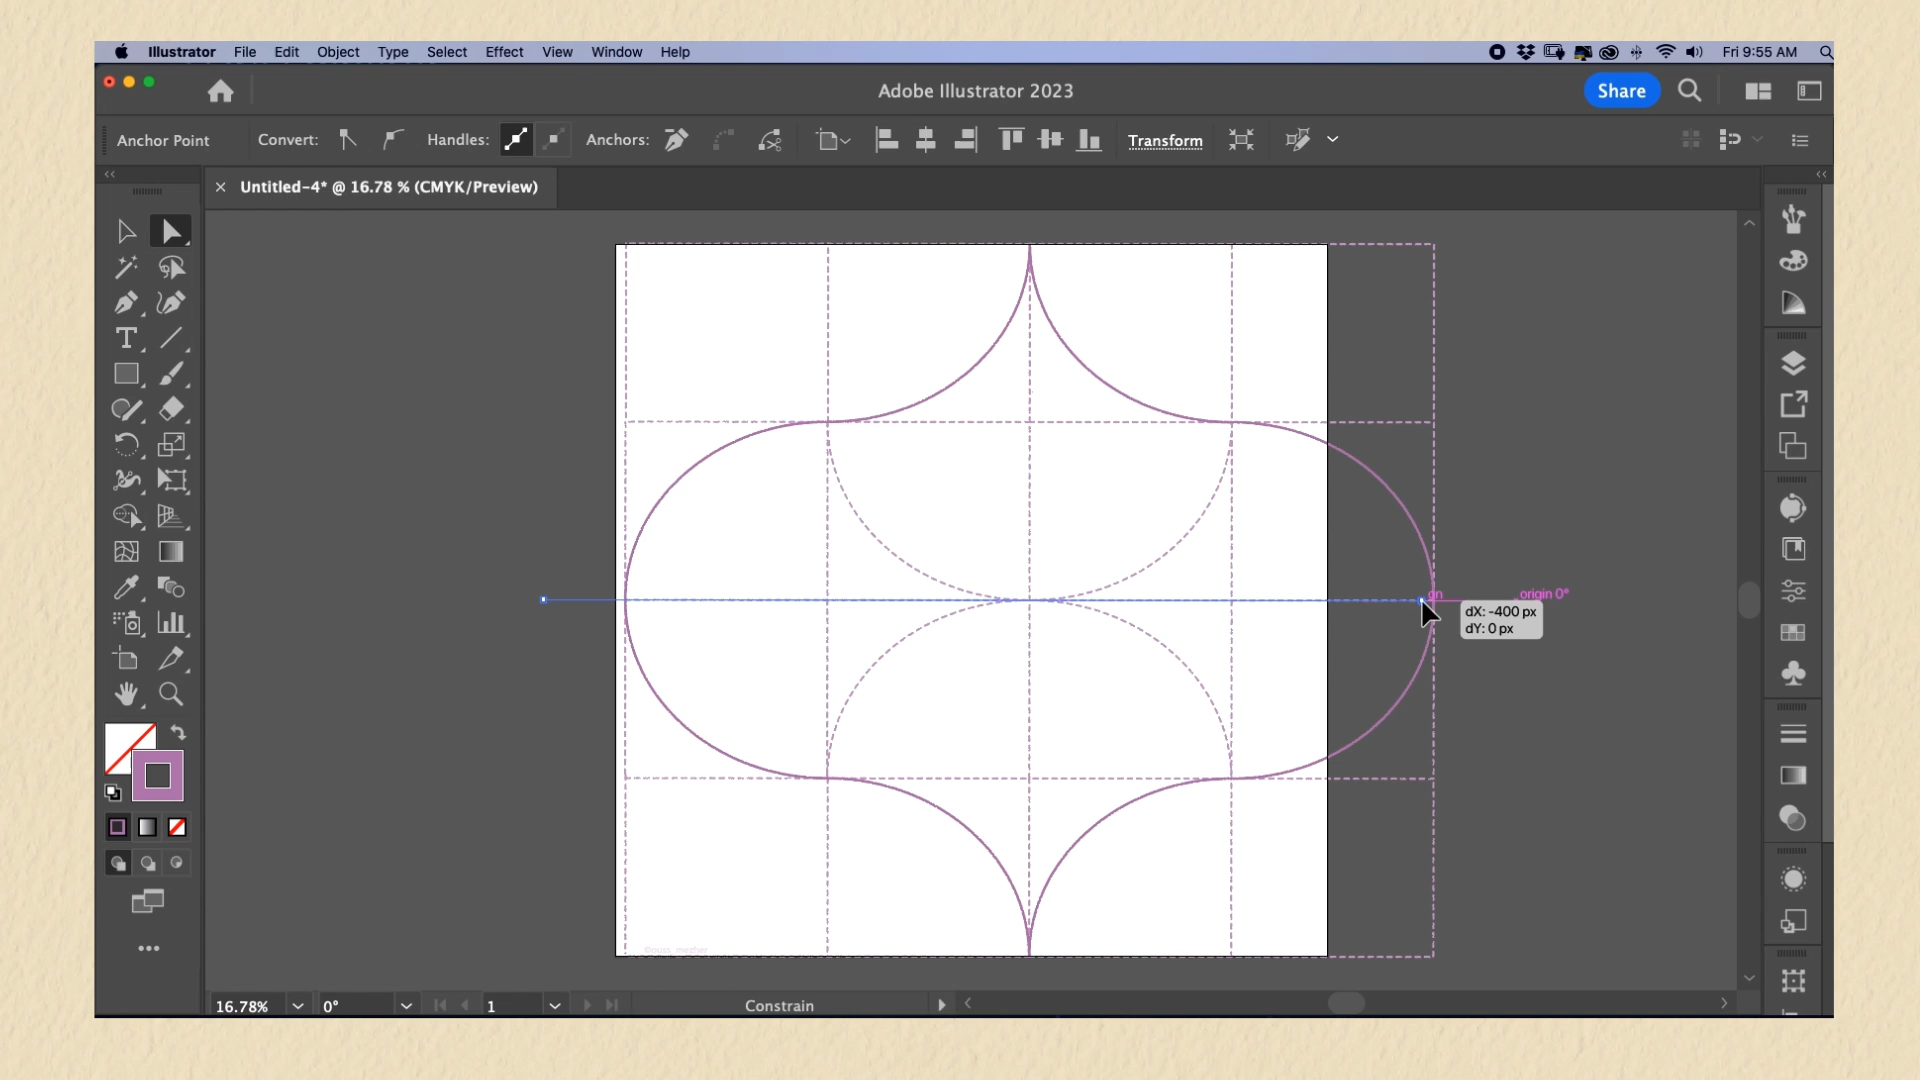 Illustrator File Edit Object Type Select Effect View Window Help Fri 9:55 AM
Adobe Illustrator 2023 Share
Anchor Point Convert: Handles: Anchors: Transform
Untitled-4* @ 16.78 % (CMYK/Preview)
origin 0°
dX: -400 px
dY: 0 px
16.78% 0° 1 Constrain